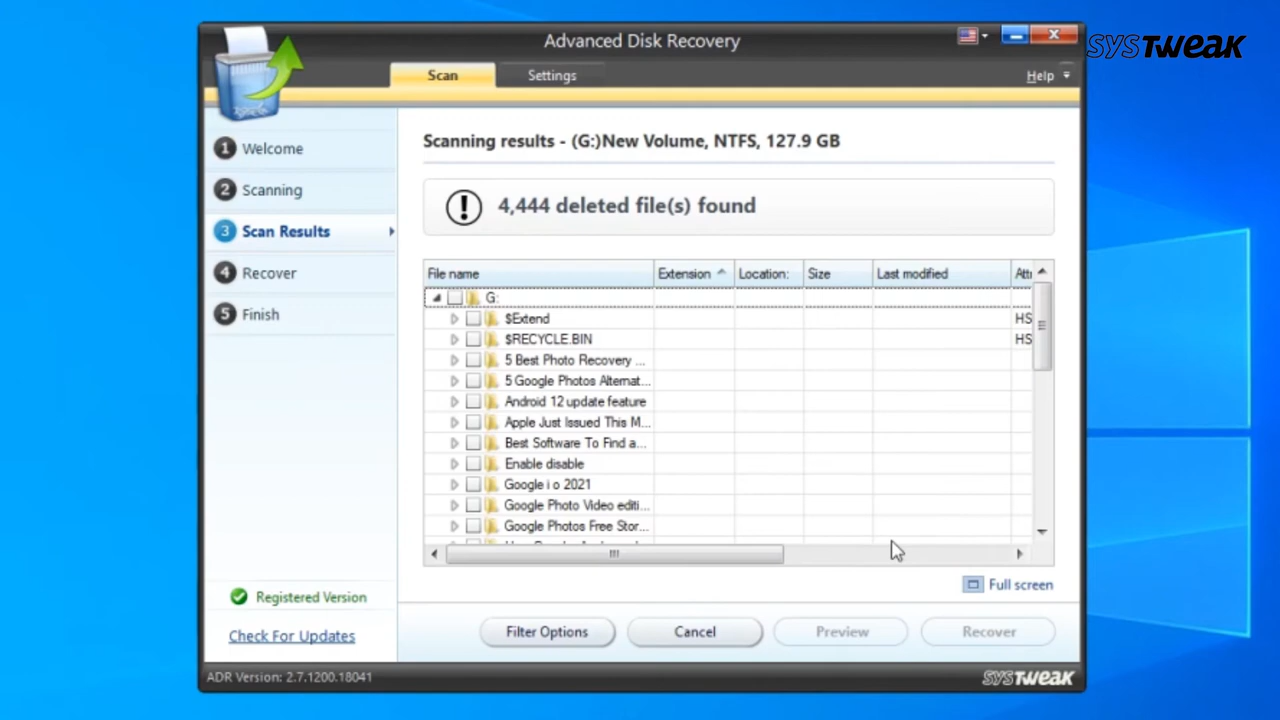 Advanced Disk Recovery
SYSTWEAK
Scan
Settings
Help
1 Welcome
2 Scanning
3 Scan Results
4 Recover
5 Finish
Scanning results - (G:)New Volume, NTFS, 127.9 GB
4,444 deleted file(s) found
File name Extension Location: Size Last modified Attr
G:
$Extend HS
$RECYCLE.BIN HS
5 Best Photo Recovery ...
5 Google Photos Alternat...
Android 12 update feature
Apple Just Issued This M...
Best Software To Find a...
Enable disable
Google i o 2021
Google Photo Video editi...
Google Photos Free Stor...
Full screen
Registered Version
Check For Updates
Filter Options
Cancel
Preview
Recover
ADR Version: 2.7.1200.18041
SYSTWEAK